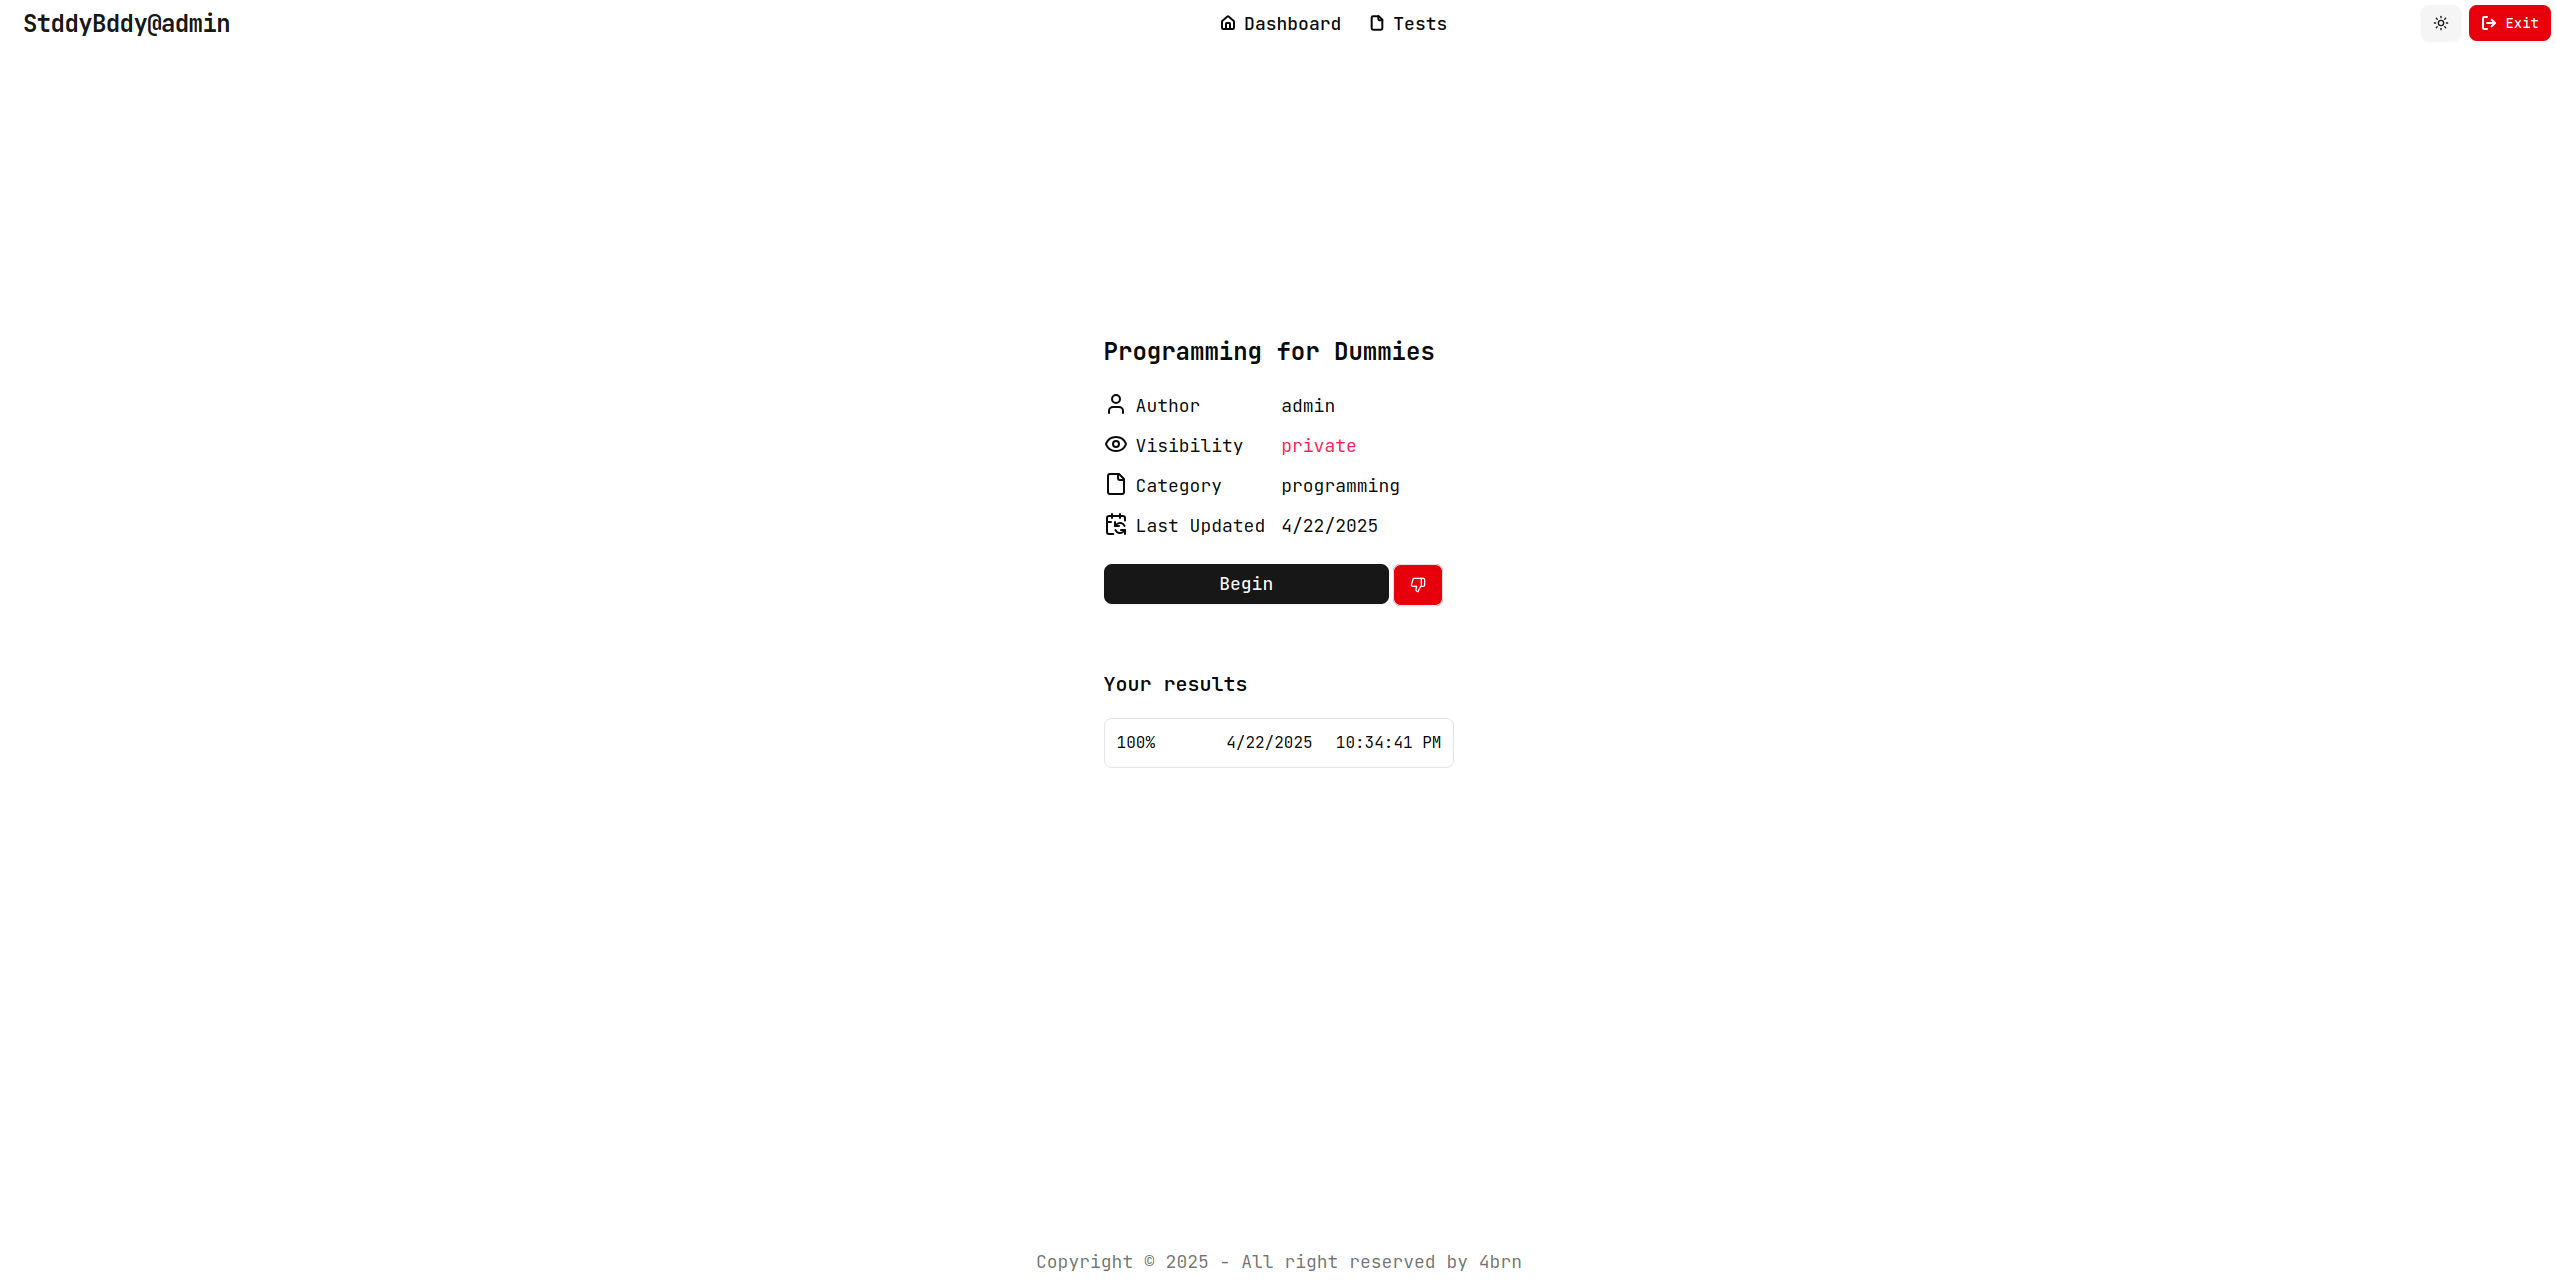 StddyBddy@admin
Dashboard Tests
Exit
Programming for Dummies
Author admin
Visibility private
Category programming
Last Updated 4/22/2025
Begin
Your results
100% 4/22/2025 10:34:41 PM
Copyright © 2025 - All right reserved by 4brn